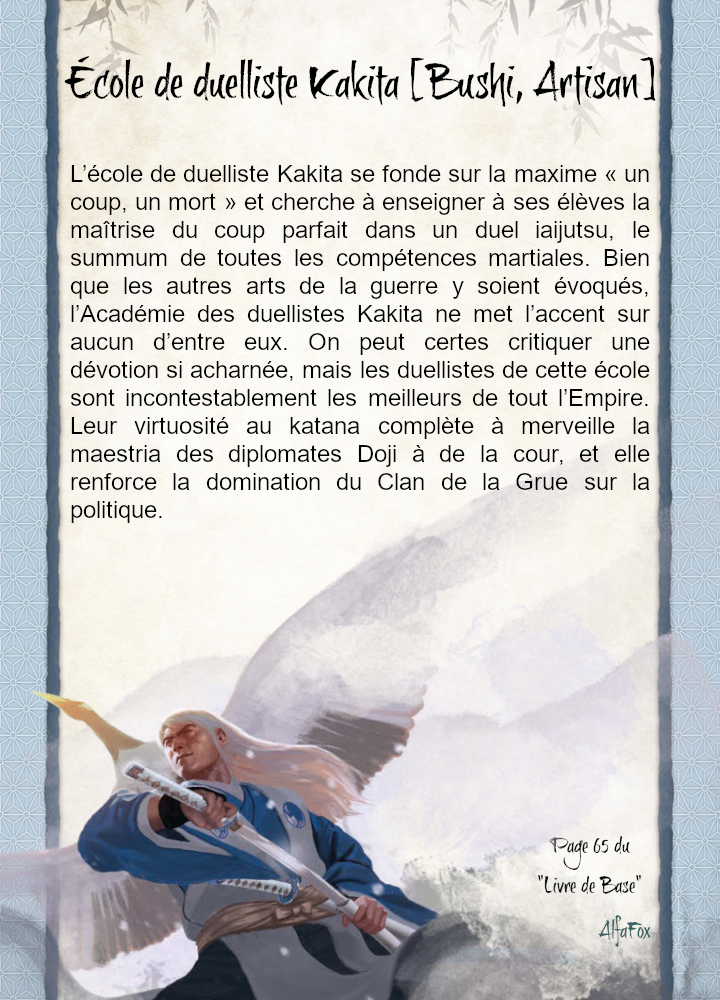 École de duelliste Kakita [Bushi, Artisan]
L’école de duelliste Kakita se fonde sur la maxime « un
coup, un mort » et cherche à enseigner à ses élèves la
maîtrise du coup parfait dans un duel iaijutsu, le
summum de toutes les compétences martiales. Bien
que les autres arts de la guerre y soient évoqués,
l’Académie des duellistes Kakita ne met l’accent sur
aucun d’entre eux. On peut certes critiquer une
dévotion si acharnée, mais les duellistes de cette école
sont incontestablement les meilleurs de tout l’Empire.
Leur virtuosité au katana complète à merveille la
maestria des diplomates Doji à de la cour, et elle
renforce la domination du Clan de la Grue sur la
politique.
Page 65 du
"Livre de Base"
AlfaFox